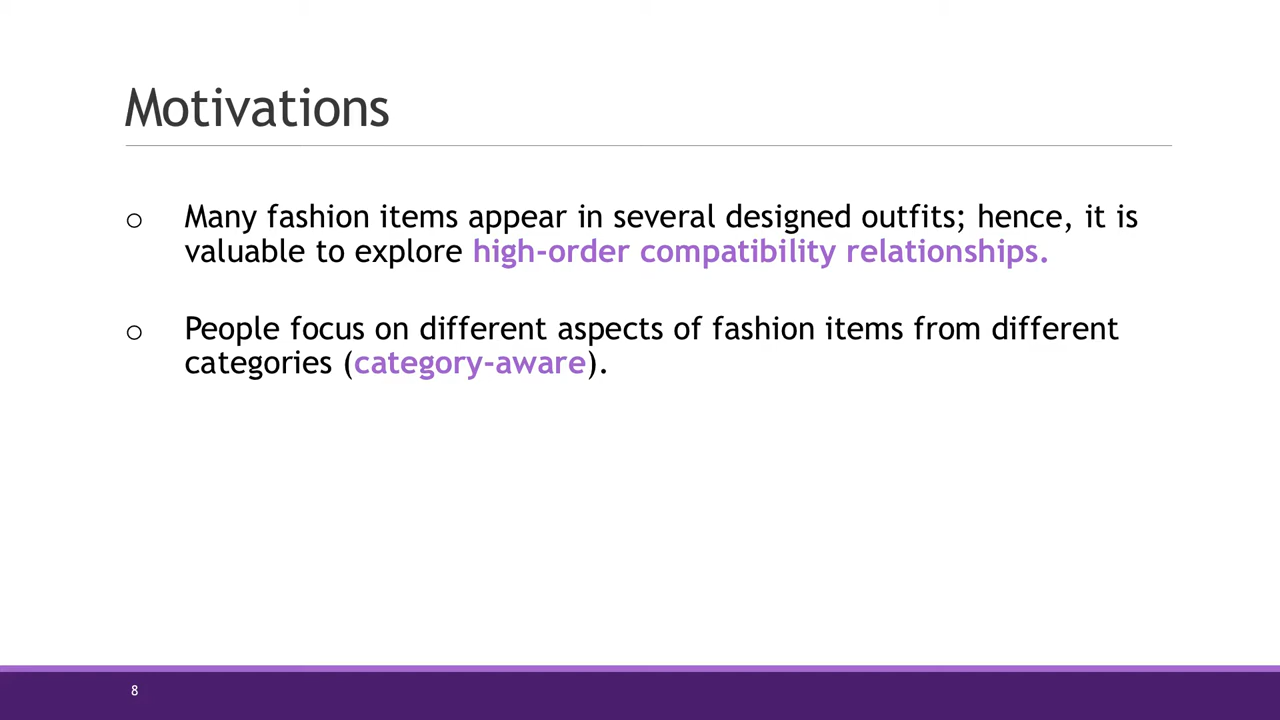 Motivations
o Many fashion items appear in several designed outfits; hence, it is
valuable to explore high-order compatibility relationships.
o People focus on different aspects of fashion items from different
categories (category-aware).
8